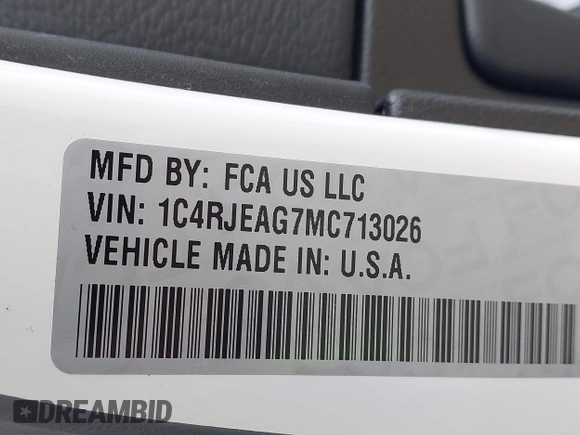 MFD BY: FCA US LLC
VIN: 1C4RJEAG7MC713026
VEHICLE MADE IN: U.S.A.
DREAMBID